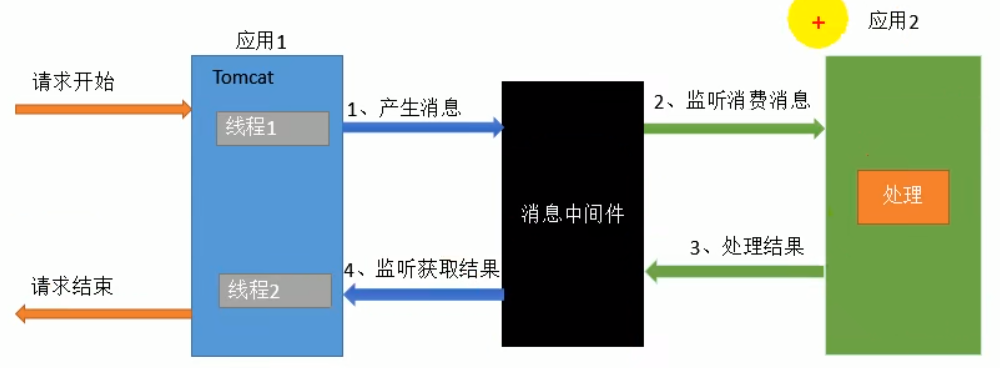 应用1
应用2
请求开始
Tomcat
线程1
1、产生消息
2、监听消费消息
消息中间件
处理
3、处理结果
4、监听获取结果
线程2
请求结束